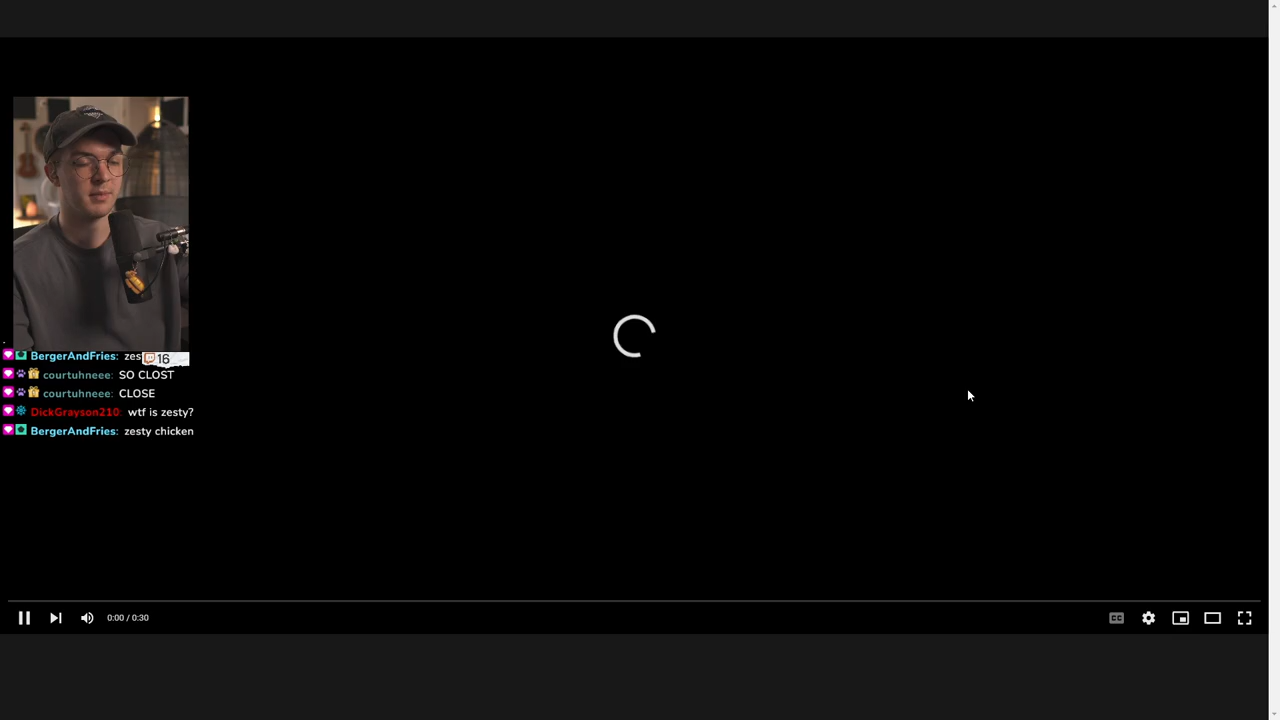 BergerAndFries: zes
16
courtuhneee: SO CLOST
courtuhneee: CLOSE
DickGrayson210: wtf is zesty?
BergerAndFries: zesty chicken
0:00 / 0:30
CC